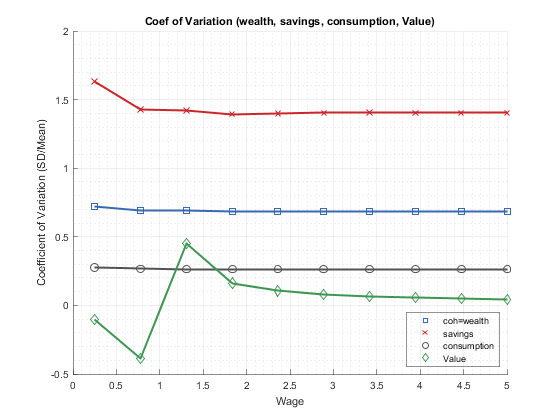 Coef of Variation (wealth, savings, consumption, Value)
2
1.5
1
0.5
0
-0.5
Coefficient of Variation (SD/Mean)
0 0.5 1 1.5 2 2.5 3 3.5 4 4.5 5
Wage
coh=wealth
savings
consumption
Value